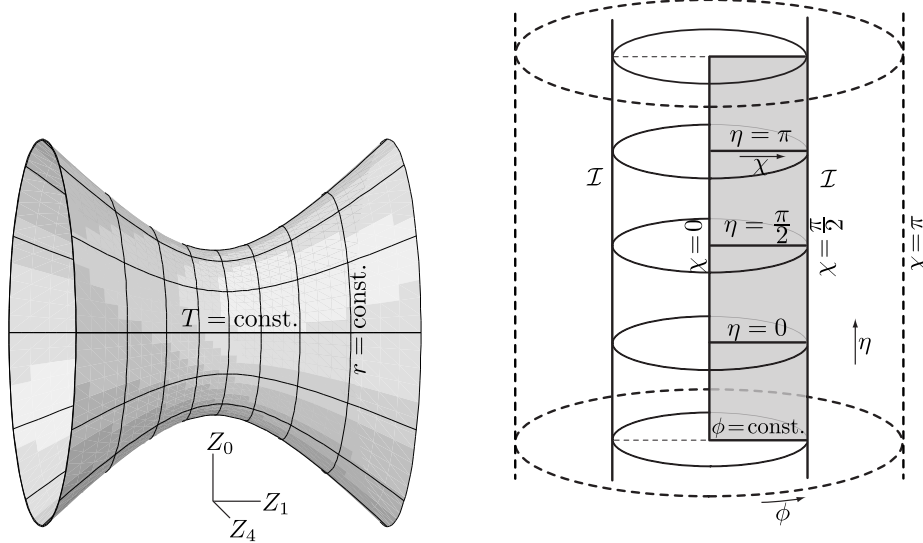 T = const.
r = const.
Z₀
Z₁
Z₄
η = π
χ
𝓘
𝓘
χ = 0
η = π/2
χ = π/2
χ = π
η = 0
η
ϕ = const.
ϕ